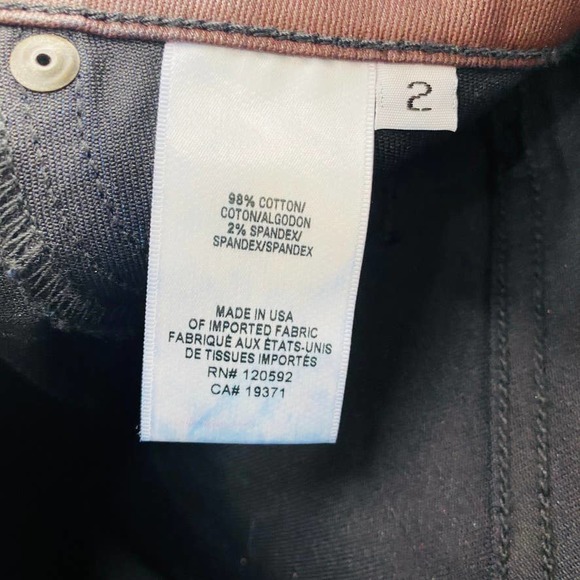 2
98% COTTON/
COTON/ALGODON
2% SPANDEX/
SPANDEX/SPANDEX
MADE IN USA
OF IMPORTED FABRIC
FABRIQUÉ AUX ÉTATS-UNIS
DE TISSUES IMPORTÉS
RN# 120592
CA# 19371